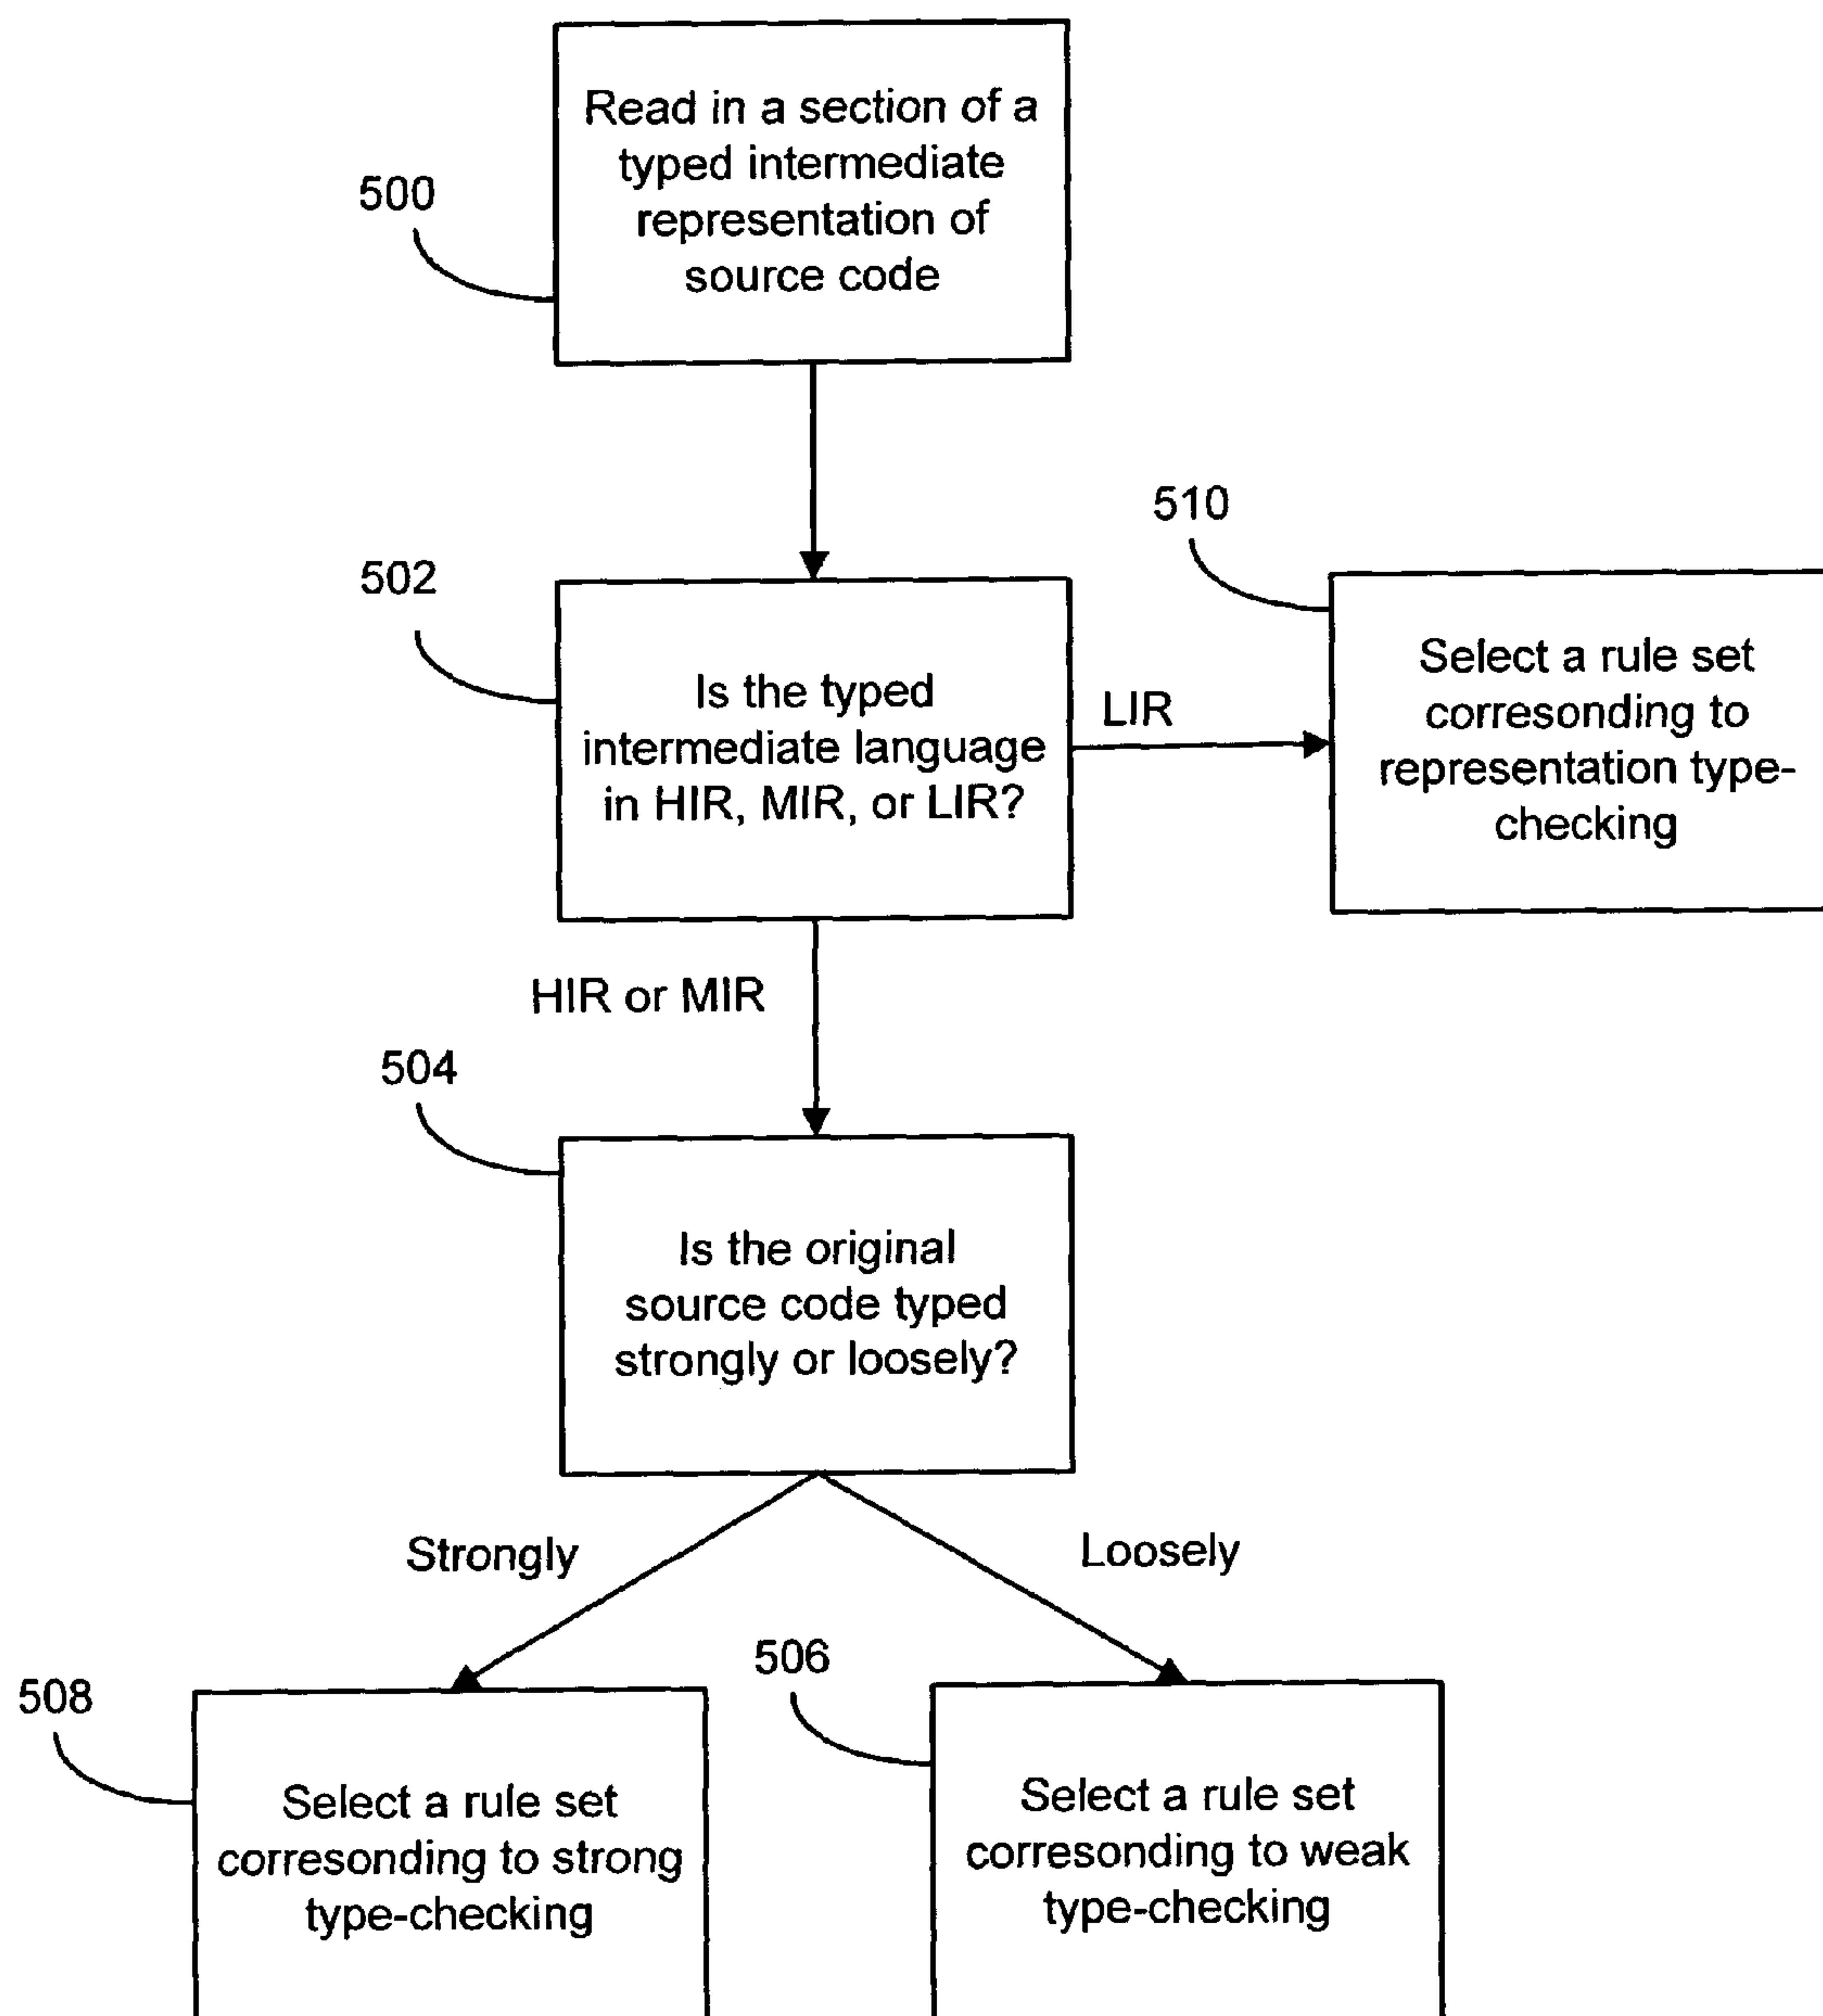 Read in a section of a
typed intermediate
representation of
source code
500
510
502
Is the typed
intermediate language
in HIR, MIR, or LIR?
LIR
Select a rule set
corresonding to
representation type-
checking
HIR or MIR
504
Is the original
source code typed
strongly or loosely?
Strongly
Loosely
508
506
Select a rule set
corresonding to strong
type-checking
Select a rule set
corresonding to weak
type-checking